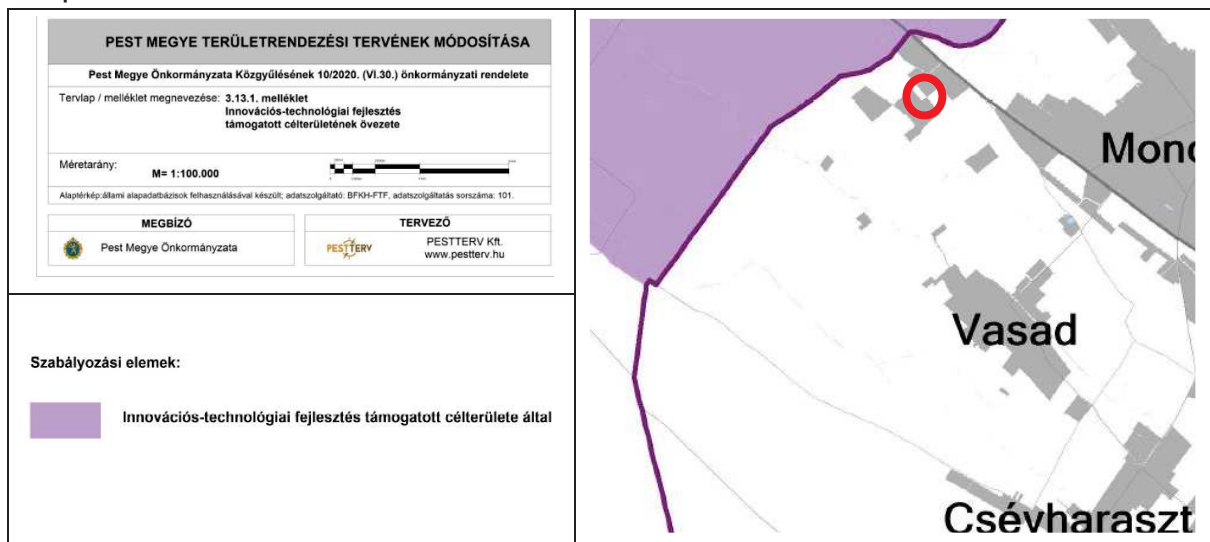 PEST MEGYE TERÜLETRENDEZÉSI TERVÉNEK MÓDOSÍTÁSA
Pest Megye Önkormányzata Közgyűlésének 10/2020. (VI.30.) önkormányzati rendelete
Tervlap / melléklet megnevezése: 3.13.1. melléklet
Innovációs-technológiai fejlesztés
támogatott célterületének övezete
Méretarány:
M= 1:100.000
Alaptérkép:állami alapadatbázisok felhasználásával készült; adatszolgáltató: BFKH-FTF, adatszolgáltatás sorszáma: 101.
MEGBÍZÓ
Pest Megye Önkormányzata
TERVEZŐ
PESTTERV
PESTTERV Kft.
www.pestterv.hu
Szabályozási elemek:
Innovációs-technológiai fejlesztés támogatott célterülete által
Mono
Vasad
Csévharaszt